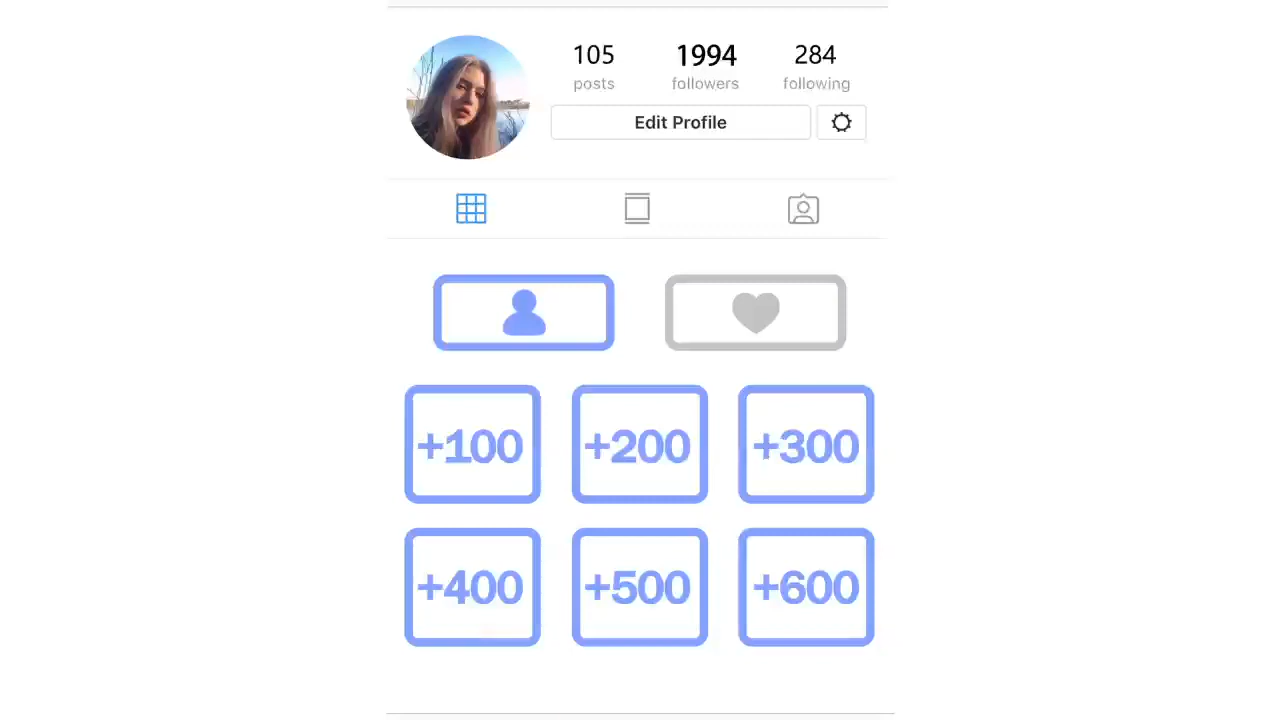 105 1994 284
posts followers following
Edit Profile
+100 +200 +300
+400 +500 +600